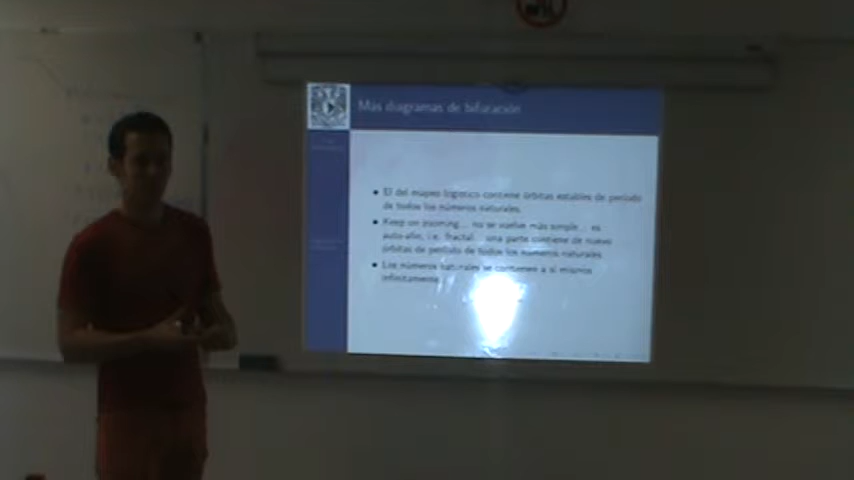 Más diagramas de bifurcación
El del mapeo logístico contiene órbitas estables de período
de todos los números naturales.
Keep on zooming... no se vuelve más simple... es
auto-afín, i.e. fractal... una parte contiene de nuevo
órbitas de período de todos los números naturales
Los números naturales se contienen a sí mismos
infinitamente